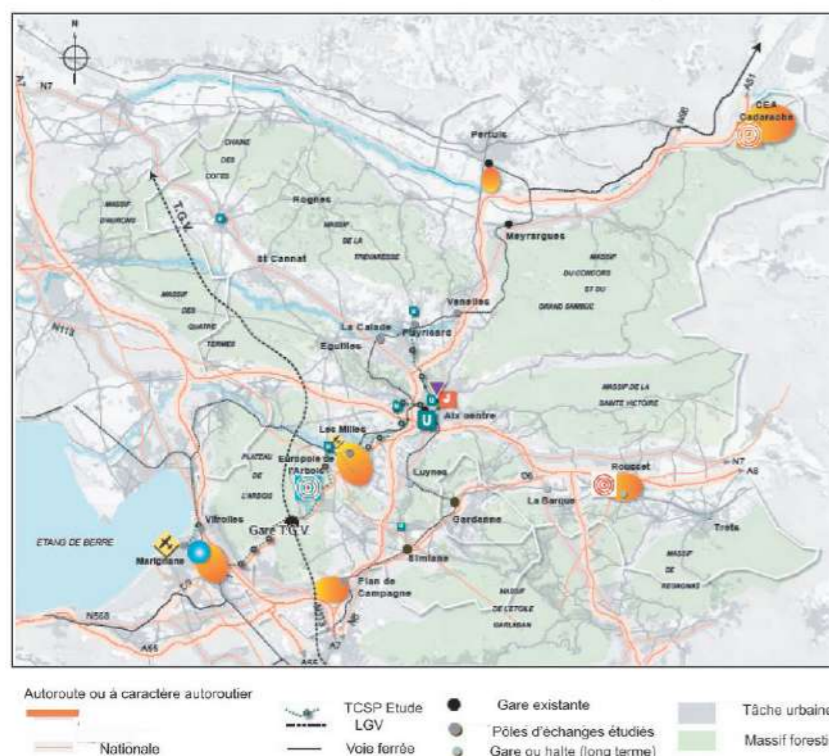 N
N7
A7
N7
CHAINE
DES
COTES
MASSIF
D'AURONS
T.G.V.
Rognes
MASSIF
DE LA
TREVARESSE
St Cannat
Pertuis
Meyrargues
N96
A51
CEA
Cadarache
MASSIF
DU CONCORS
ET DU
GRAND SAMBUC
MASSIF
DES
QUATRE
TERMES
N113
Venelles
La Calade
Puyricard
Eguilles
MASSIF DE LA
SAINTE VICTOIRE
J
U
Aix centre
Les Milles
Europole de
l'Arbois
PLATEAU
DE
L'ARBOIS
Luynes
Rousset
N7
A8
La Barque
Gardanne
Gare T.G.V.
Vitrolles
ETANG DE BERRE
Marignane
Simiane
Trets
MASSIF
DE
REGAGNAS
Plan de
Campagne
MASSIF
DE L'ETOILE
GARLABAN
N568
A55
A7
Autoroute ou à caractère autoroutier
Nationale
TCSP Etude
LGV
Voie ferrée
Gare existante
Pôles d'échanges étudiés
Gare ou halte (long terme)
Tâche urbaine
Massif foresti